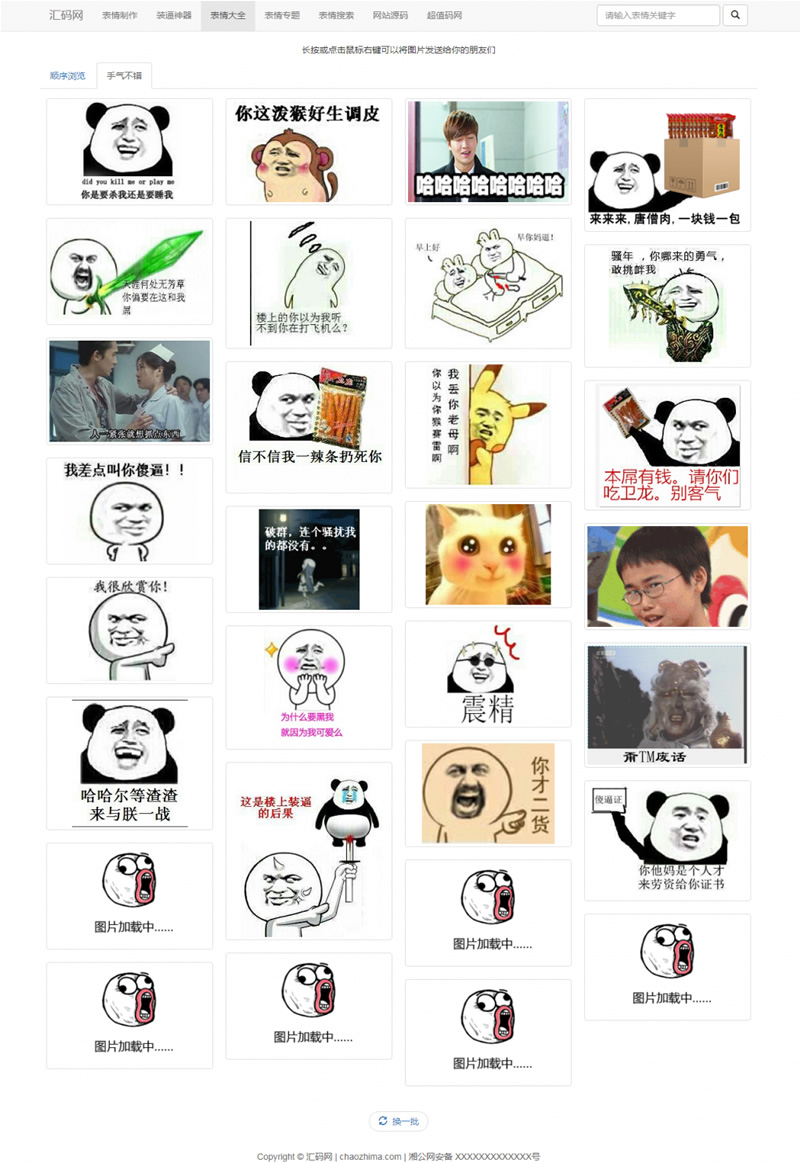 汇码网 表情制作 装逼神器 表情大全 表情专题 表情搜索 网站源码 超值码网 请输入表情关键字
长按或点击鼠标右键可以将图片发送给你的朋友们
顺序浏览 手气不错
did you kill me or play me
你是要杀我还是要睡我
天涯何处无芳草
你偏要在这和我
属
人一紧张就想抓点东西
我差点叫你傻逼！！
我很欣赏你!
哈哈尔等渣渣
来与朕一战
图片加载中......
图片加载中......
你这泼猴好生调皮
楼上的你以为我听
不到你在打飞机么?
信不信我一辣条扔死你
破群，连个骚扰我
的都没有。。
为什么要黑我
就因为我可爱么
这是楼上装逼
的后果
图片加载中......
哈哈哈哈哈哈哈哈
早上好
早你妈逼!
我丢你老母啊
你以为你猴赛雷啊
震精
你才二货
图片加载中......
图片加载中......
来来来,唐僧肉,一块钱一包
骚年，你哪来的勇气，
敢挑衅我
本屌有钱。请你们
吃卫龙。别客气
甭TM废话
傻逼证
你他妈是个人才
来劳资给你证书
图片加载中......
换一批
Copyright © 汇码网 | chaozhima.com | 湘公网安备 XXXXXXXXXXXXX号